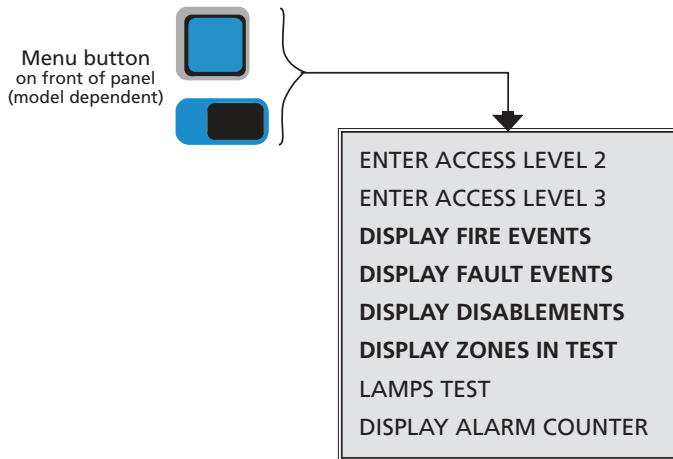 Menu button
on front of panel
(model dependent)
ENTER ACCESS LEVEL 2
ENTER ACCESS LEVEL 3
DISPLAY FIRE EVENTS
DISPLAY FAULT EVENTS
DISPLAY DISABLEMENTS
DISPLAY ZONES IN TEST
LAMPS TEST
DISPLAY ALARM COUNTER